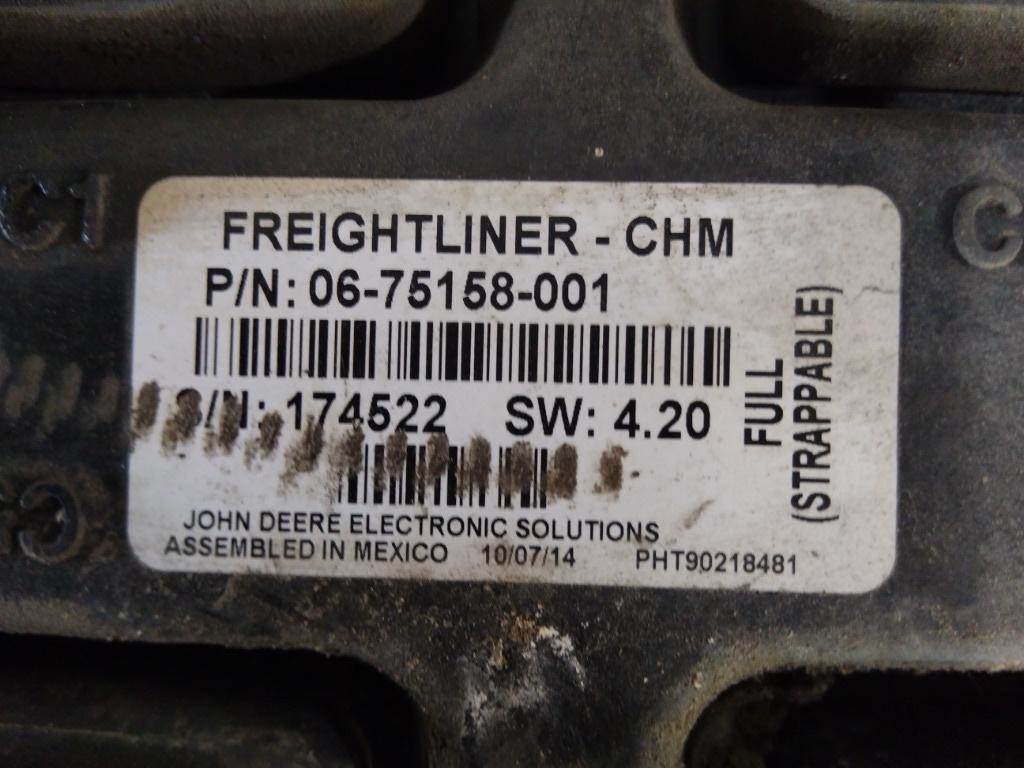 C1
C
FREIGHTLINER - CHM
P/N: 06-75158-001
S/N: 174522 SW: 4.20
FULL
(STRAPPABLE)
JOHN DEERE ELECTRONIC SOLUTIONS
ASSEMBLED IN MEXICO 10/07/14 PHT90218481